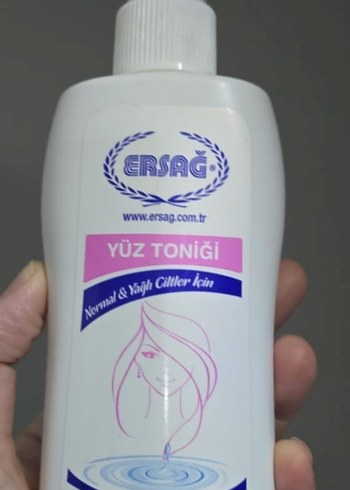 ERSAĞ®
www.ersag.com.tr
YÜZ TONİĞİ
Normal & Yağlı Ciltler İçin